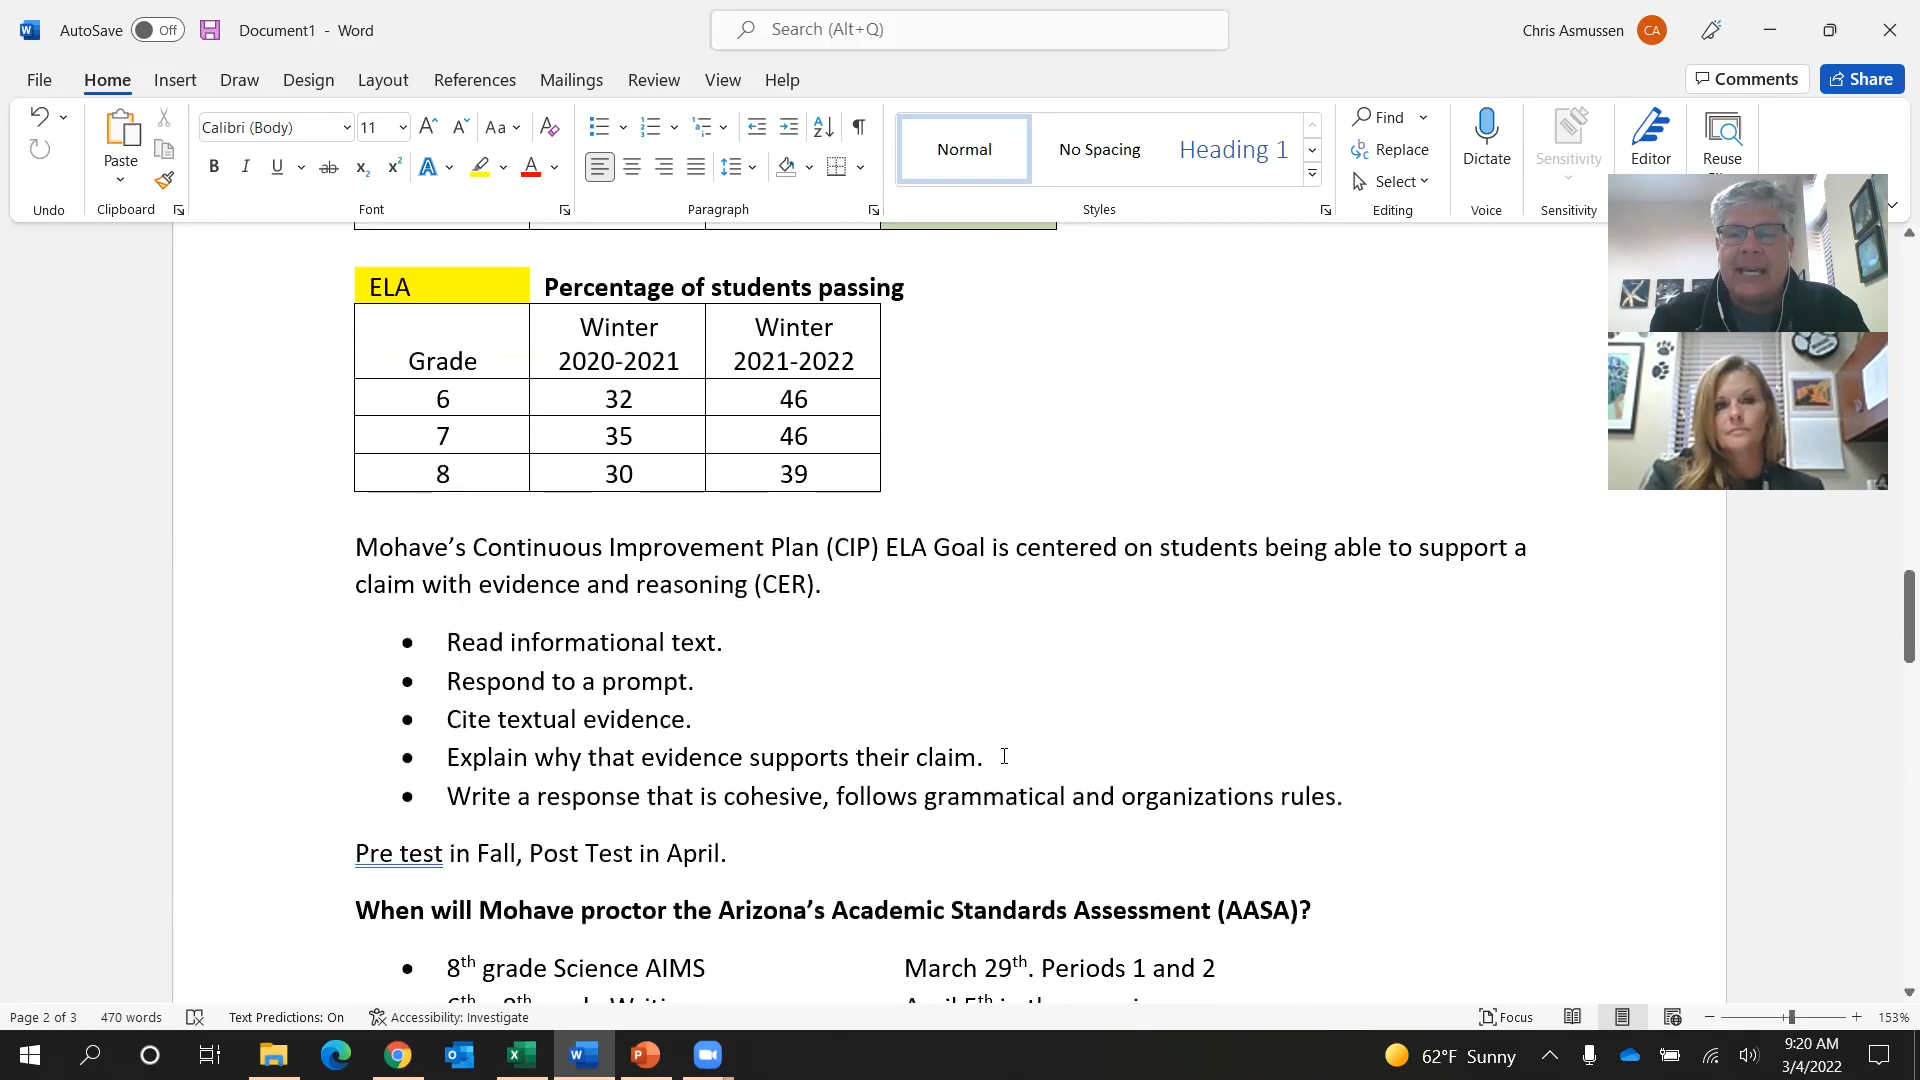 AutoSave Off Document1 - Word Search (Alt+Q) Chris Asmussen CA
File Home Insert Draw Design Layout References Mailings Review View Help Comments Share
Calibri (Body) 11 Aa
Paste
B I U ab x₂ x² A A
Normal No Spacing Heading 1
Find
Replace
Select
Dictate Sensitivity Editor Reuse
Undo Clipboard Font Paragraph Styles Editing Voice Sensitivity
ELA Percentage of students passing
Grade Winter 2020-2021 Winter 2021-2022
6 32 46
7 35 46
8 30 39
Mohave’s Continuous Improvement Plan (CIP) ELA Goal is centered on students being able to support a
claim with evidence and reasoning (CER).
• Read informational text.
• Respond to a prompt.
• Cite textual evidence.
• Explain why that evidence supports their claim.
• Write a response that is cohesive, follows grammatical and organizations rules.
Pre test in Fall, Post Test in April.
When will Mohave proctor the Arizona’s Academic Standards Assessment (AASA)?
• 8th grade Science AIMS March 29th. Periods 1 and 2
Page 2 of 3 470 words Text Predictions: On Accessibility: Investigate Focus 153%
62°F Sunny 9:20 AM
3/4/2022